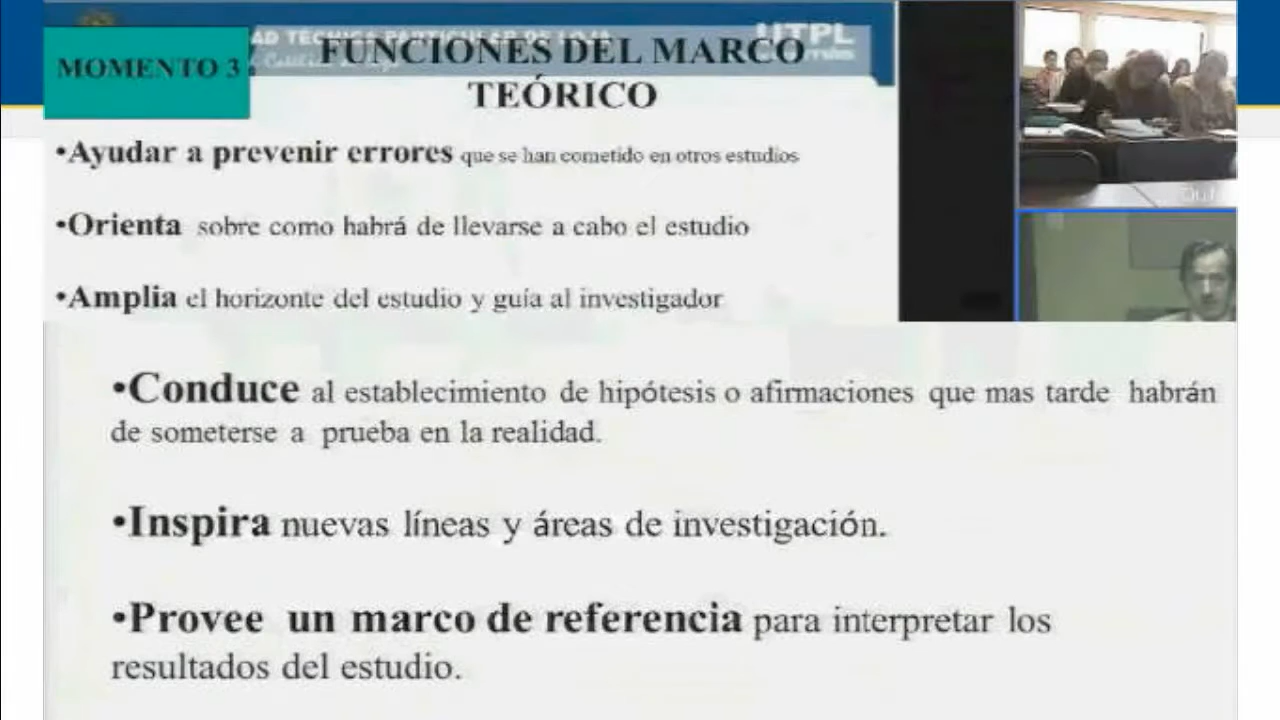 MOMENTO 3
FUNCIONES DEL MARCO
TEÓRICO
UTPL
•Ayudar a prevenir errores que se han cometido en otros estudios
•Orienta sobre como habrá de llevarse a cabo el estudio
•Amplia el horizonte del estudio y guía al investigador
•Conduce al establecimiento de hipótesis o afirmaciones que mas tarde habrán
de someterse a prueba en la realidad.
•Inspira nuevas líneas y áreas de investigación.
•Provee un marco de referencia para interpretar los
resultados del estudio.